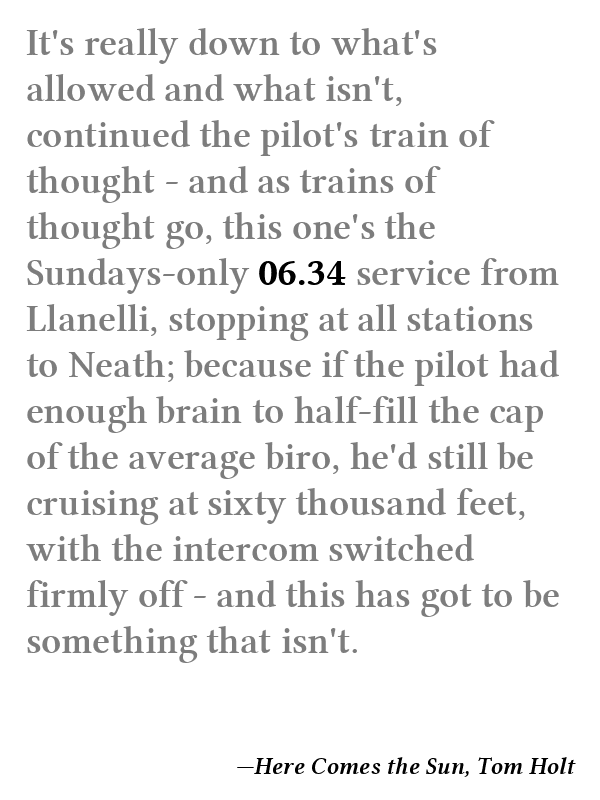 It's really down to what's
allowed and what isn't,
continued the pilot's train of
thought - and as trains of
thought go, this one's the
Sundays-only 06.34 service from
Llanelli, stopping at all stations
to Neath; because if the pilot had
enough brain to half-fill the cap
of the average biro, he'd still be
cruising at sixty thousand feet,
with the intercom switched
firmly off - and this has got to be
something that isn't.
—Here Comes the Sun, Tom Holt